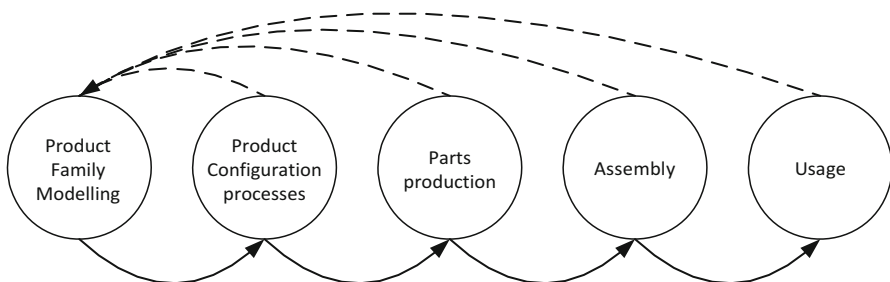 Product
Family
Modelling
Product
Configuration
processes
Parts
production
Assembly
Usage